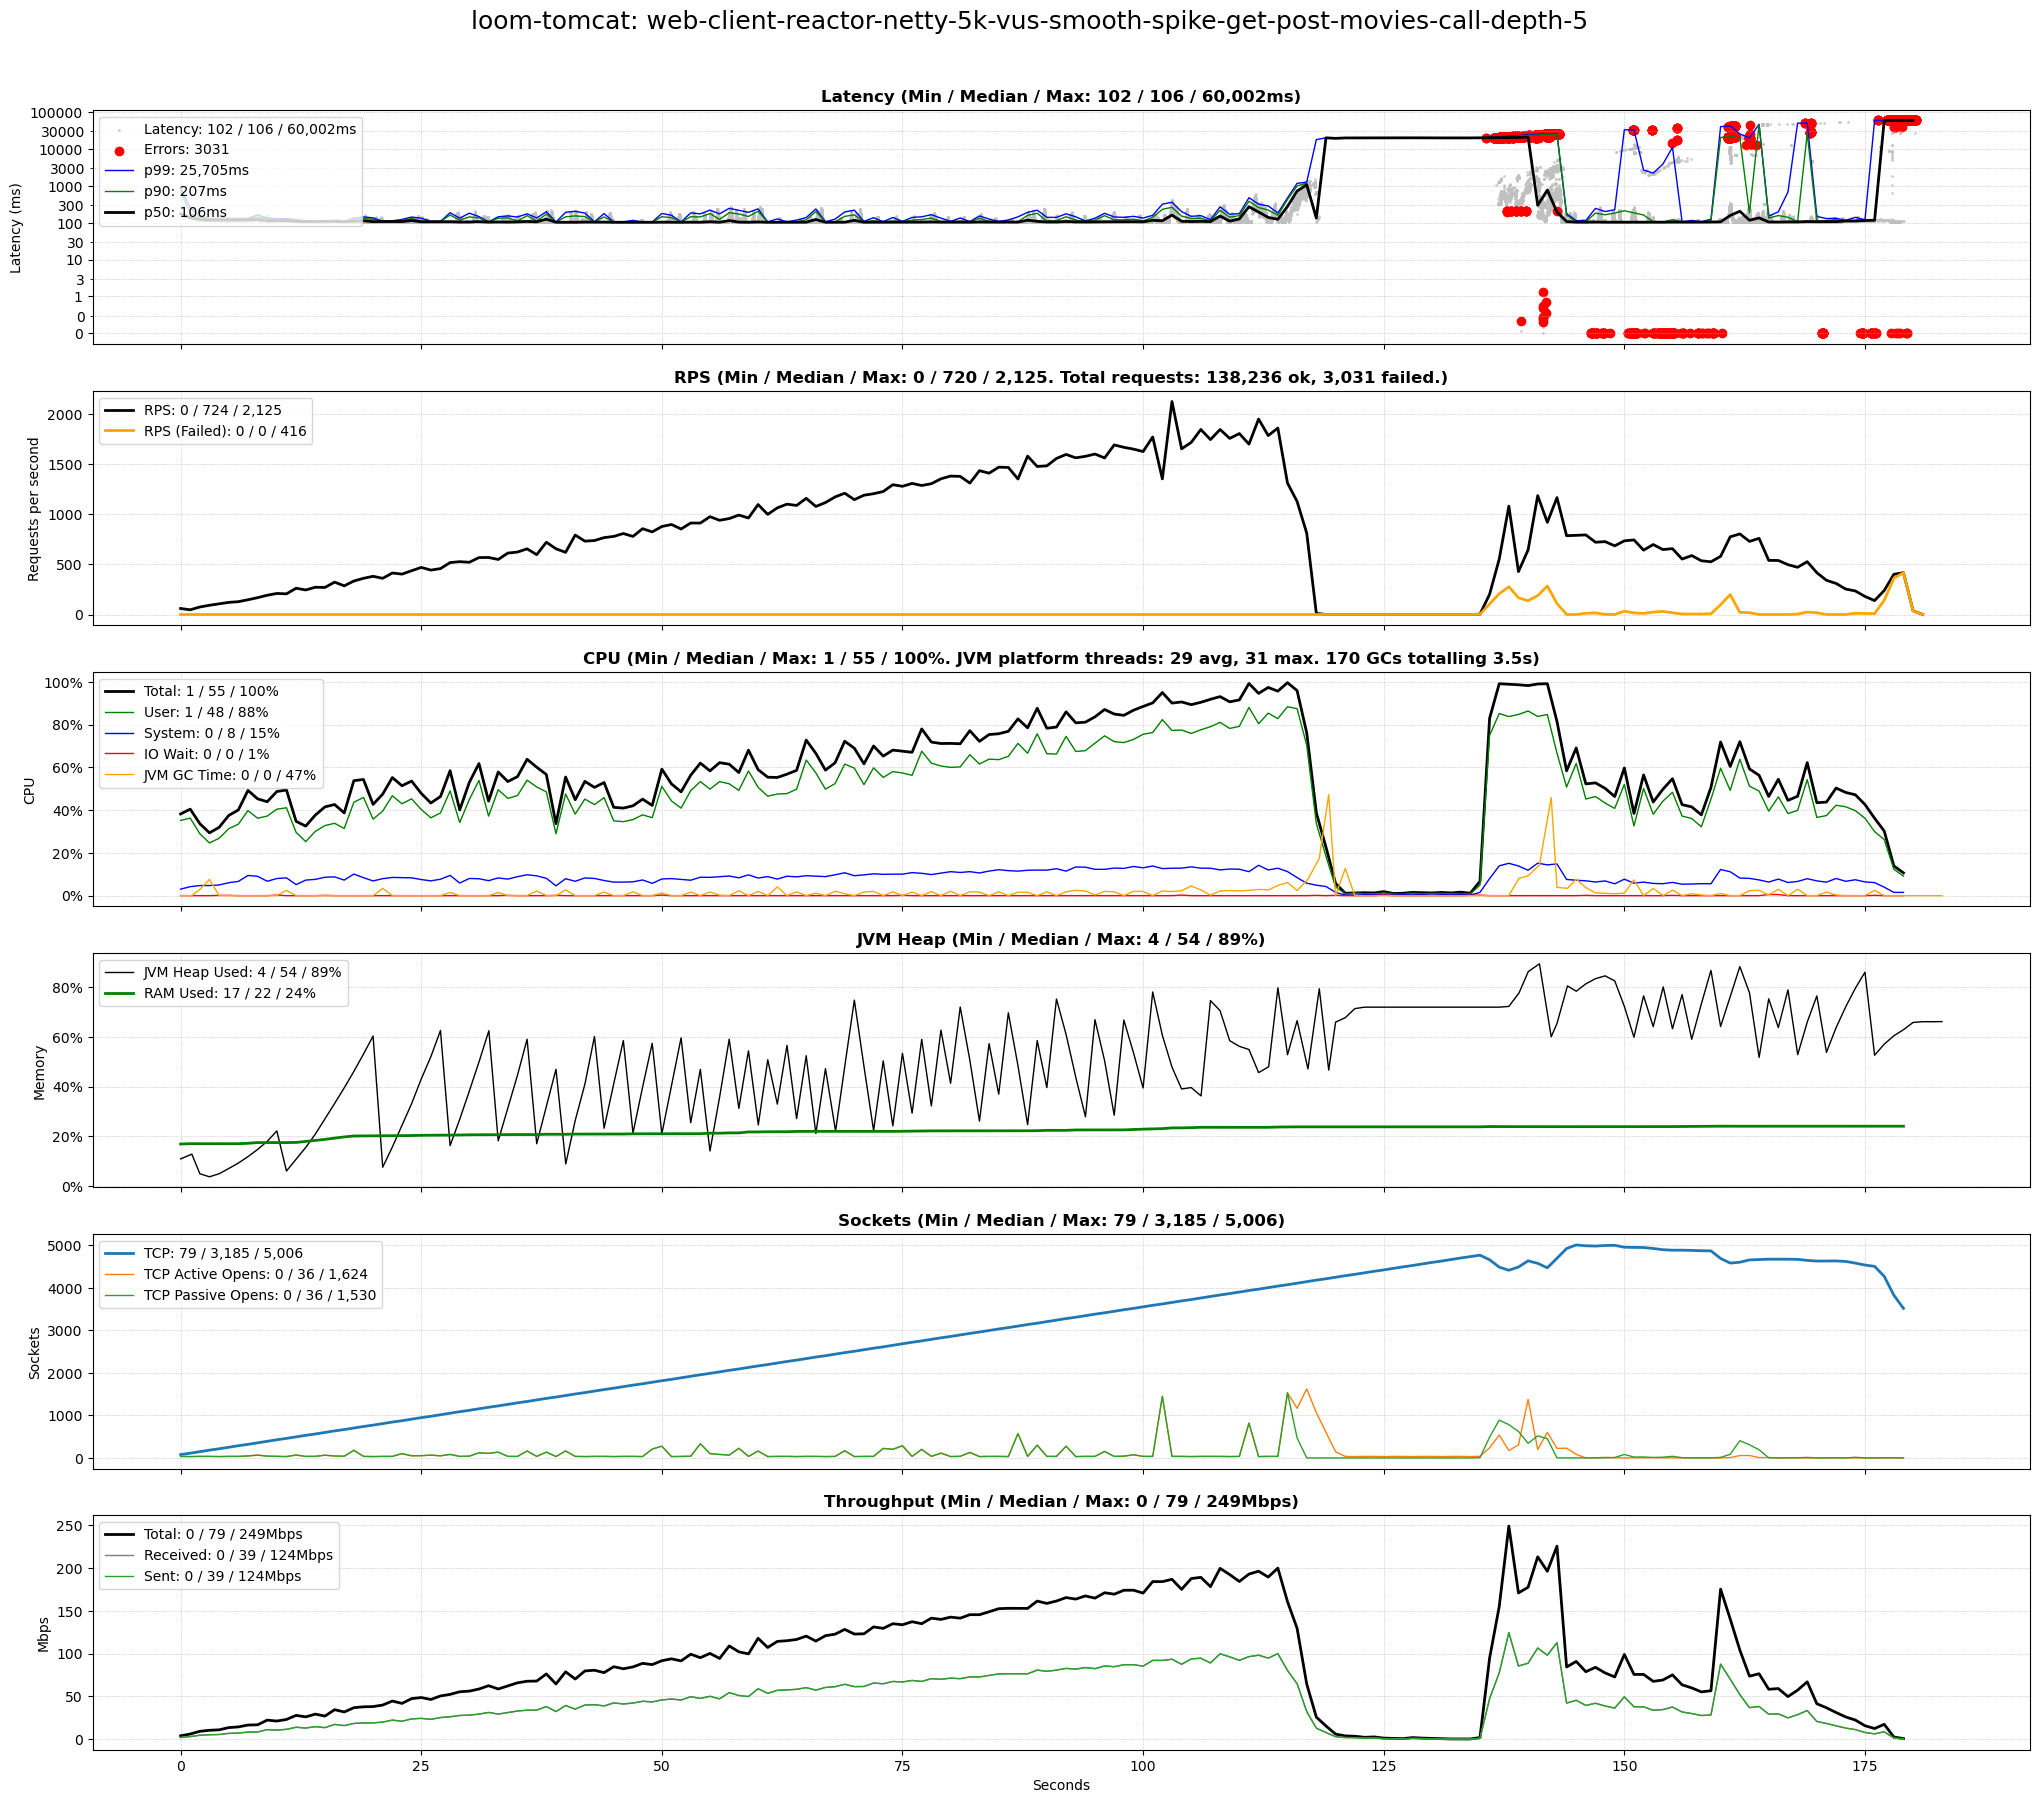 loom-tomcat: web-client-reactor-netty-5k-vus-smooth-spike-get-post-movies-call-depth-5
Latency (Min / Median / Max: 102 / 106 / 60,002ms)
Latency (ms)
100000
30000
10000
3000
1000
300
100
30
10
3
1
0
0
Latency: 102 / 106 / 60,002ms
Errors: 3031
p99: 25,705ms
p90: 207ms
p50: 106ms
RPS (Min / Median / Max: 0 / 720 / 2,125. Total requests: 138,236 ok, 3,031 failed.)
Requests per second
2000
1500
1000
500
0
RPS: 0 / 724 / 2,125
RPS (Failed): 0 / 0 / 416
CPU (Min / Median / Max: 1 / 55 / 100%. JVM platform threads: 29 avg, 31 max. 170 GCs totalling 3.5s)
CPU
100%
80%
60%
40%
20%
0%
Total: 1 / 55 / 100%
User: 1 / 48 / 88%
System: 0 / 8 / 15%
IO Wait: 0 / 0 / 1%
JVM GC Time: 0 / 0 / 47%
JVM Heap (Min / Median / Max: 4 / 54 / 89%)
Memory
80%
60%
40%
20%
0%
JVM Heap Used: 4 / 54 / 89%
RAM Used: 17 / 22 / 24%
Sockets (Min / Median / Max: 79 / 3,185 / 5,006)
Sockets
5000
4000
3000
2000
1000
0
TCP: 79 / 3,185 / 5,006
TCP Active Opens: 0 / 36 / 1,624
TCP Passive Opens: 0 / 36 / 1,530
Throughput (Min / Median / Max: 0 / 79 / 249Mbps)
Mbps
250
200
150
100
50
0
Total: 0 / 79 / 249Mbps
Received: 0 / 39 / 124Mbps
Sent: 0 / 39 / 124Mbps
0 25 50 75 100 125 150 175
Seconds